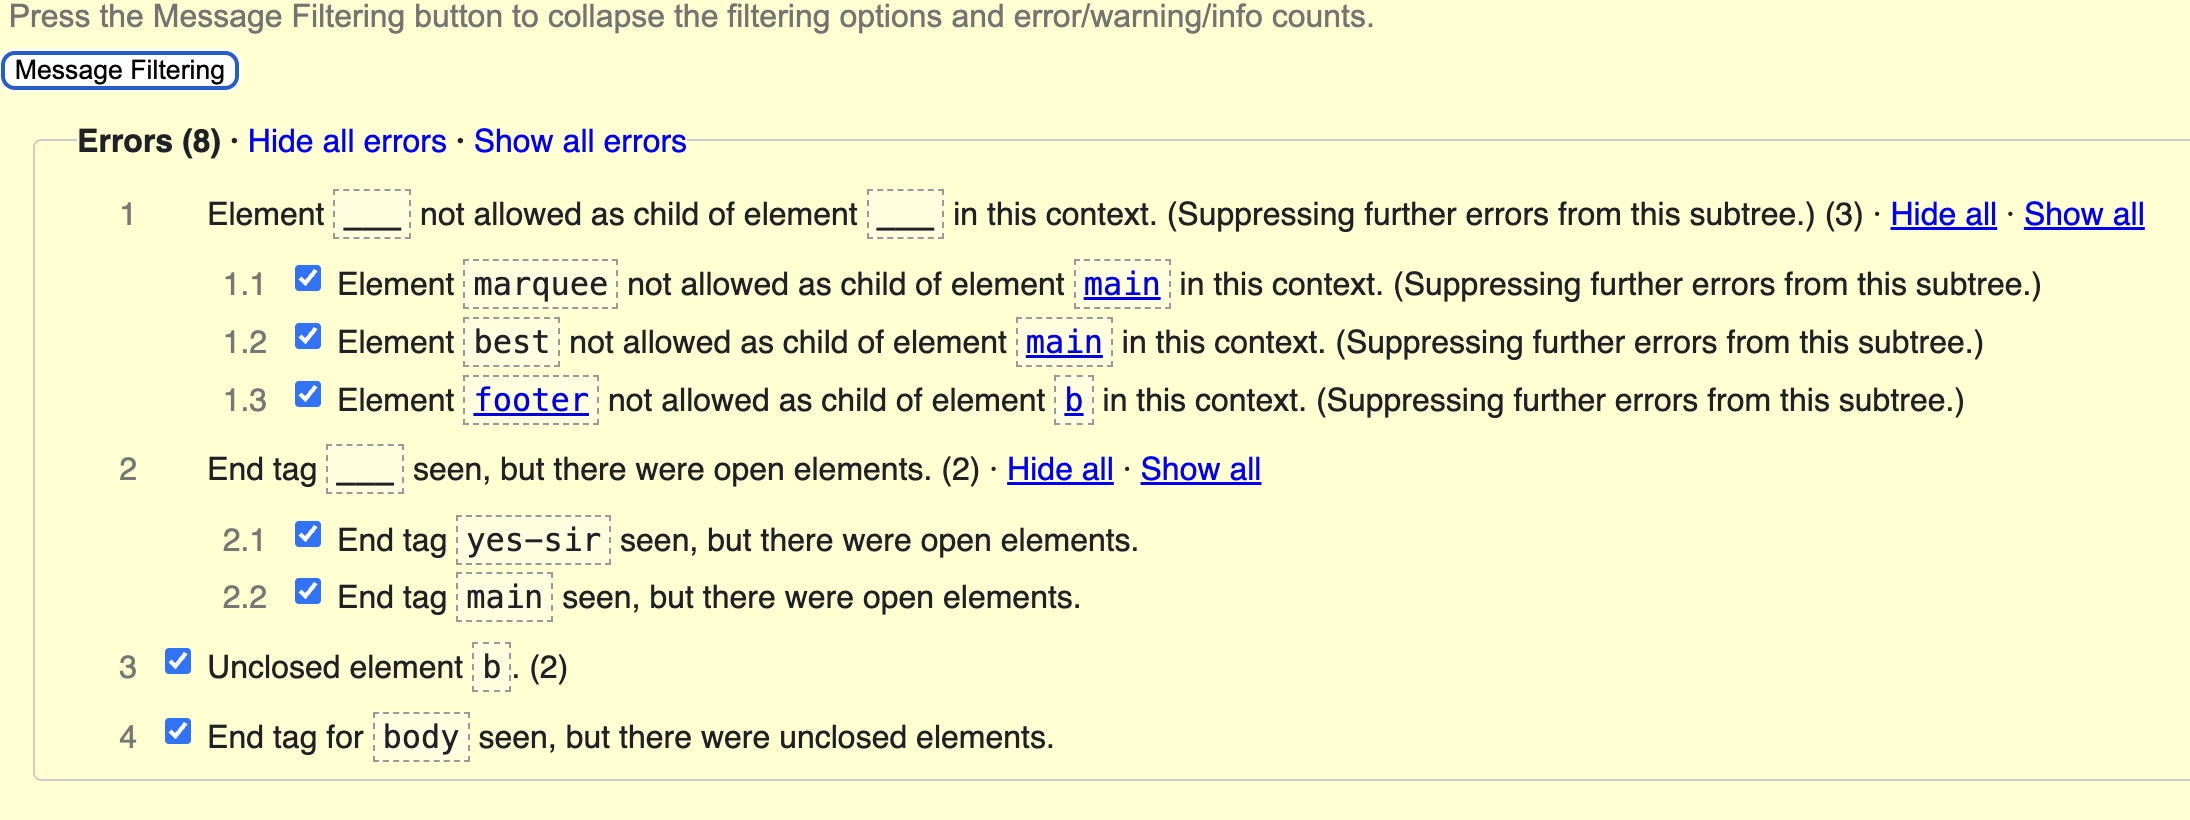 Press the Message Filtering button to collapse the filtering options and error/warning/info counts.
Message Filtering
Errors (8) · Hide all errors · Show all errors
1 Element ___ not allowed as child of element ___ in this context. (Suppressing further errors from this subtree.) (3) · Hide all · Show all
1.1 Element marquee not allowed as child of element main in this context. (Suppressing further errors from this subtree.)
1.2 Element best not allowed as child of element main in this context. (Suppressing further errors from this subtree.)
1.3 Element footer not allowed as child of element b in this context. (Suppressing further errors from this subtree.)
2 End tag ___ seen, but there were open elements. (2) · Hide all · Show all
2.1 End tag yes-sir seen, but there were open elements.
2.2 End tag main seen, but there were open elements.
3 Unclosed element b. (2)
4 End tag for body seen, but there were unclosed elements.